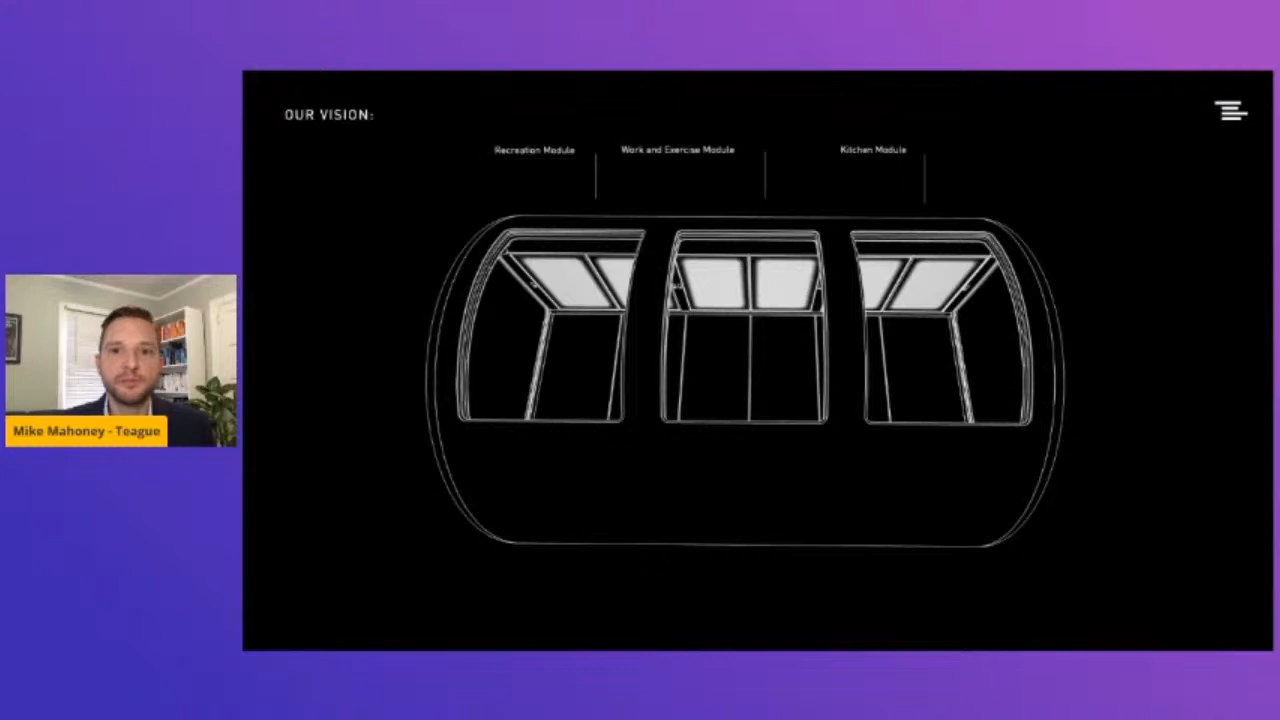 OUR VISION:
Recreation Module
Work and Exercise Module
Kitchen Module
Mike Mahoney - Teague